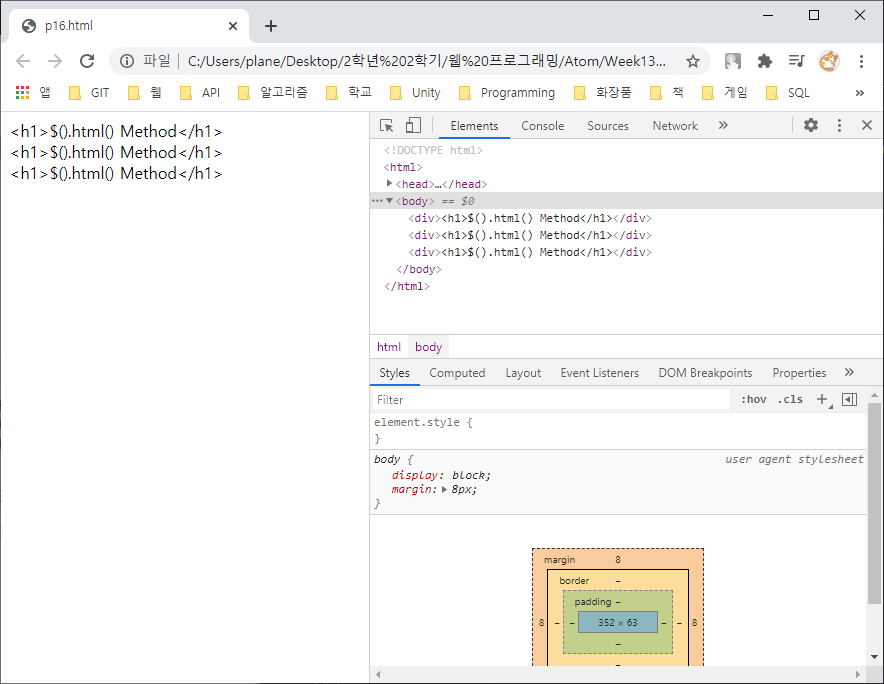 p16.html
파일 C:/Users/plane/Desktop/2학년%202학기/웹%20프로그래밍/Atom/Week13...
앱 GIT 웹 API 알고리즘 학교 Unity Programming 화장품 책 게임 SQL »
<h1>$().html() Method</h1>
<h1>$().html() Method</h1>
<h1>$().html() Method</h1>
Elements Console Sources Network »
<!DOCTYPE html>
<html>
<head>…</head>
<body> == $0
<div><h1>$().html() Method</h1></div>
<div><h1>$().html() Method</h1></div>
<div><h1>$().html() Method</h1></div>
</body>
</html>
html body
Styles Computed Layout Event Listeners DOM Breakpoints Properties »
Filter :hov .cls +
element.style {
}
body { user agent stylesheet
display: block;
margin: 8px;
}
margin 8
border –
padding –
8 – – 352 × 63 – – 8
–
–